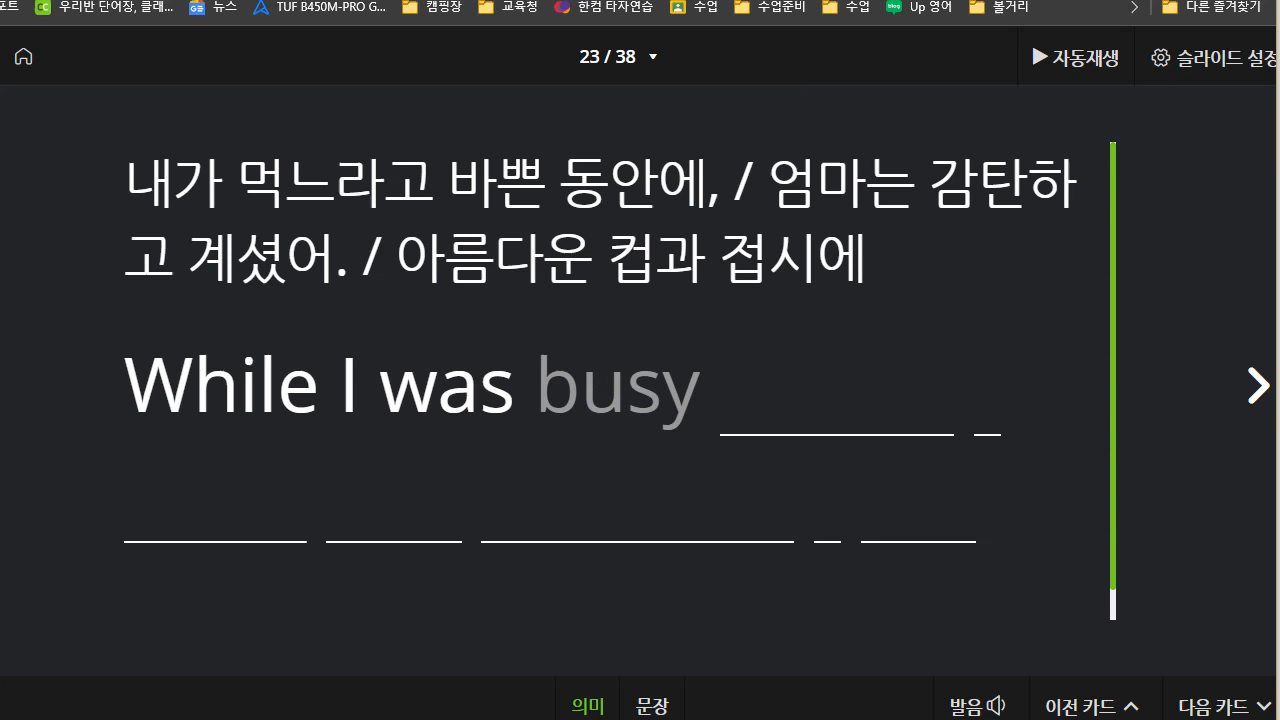 포트 우리반 단어장, 클래... 뉴스 TUF B450M-PRO G... 캠핑장 교육청 한컴 타자연습 수업 수업준비 수업 Up 영어 볼거리 다른 즐겨찾기
23 / 38 자동재생 슬라이드 설정
내가 먹느라고 바쁜 동안에, / 엄마는 감탄하
고 계셨어. / 아름다운 컵과 접시에
While I was busy
의미 문장 발음 이전 카드 다음 카드